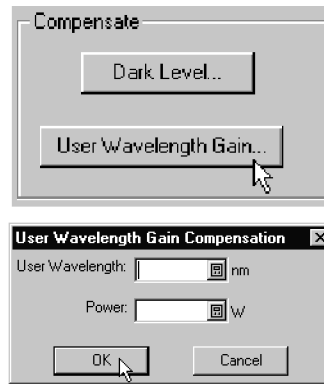 Compensate
Dark Level...
User Wavelength Gain...
User Wavelength Gain Compensation
User Wavelength: nm
Power: W
OK Cancel